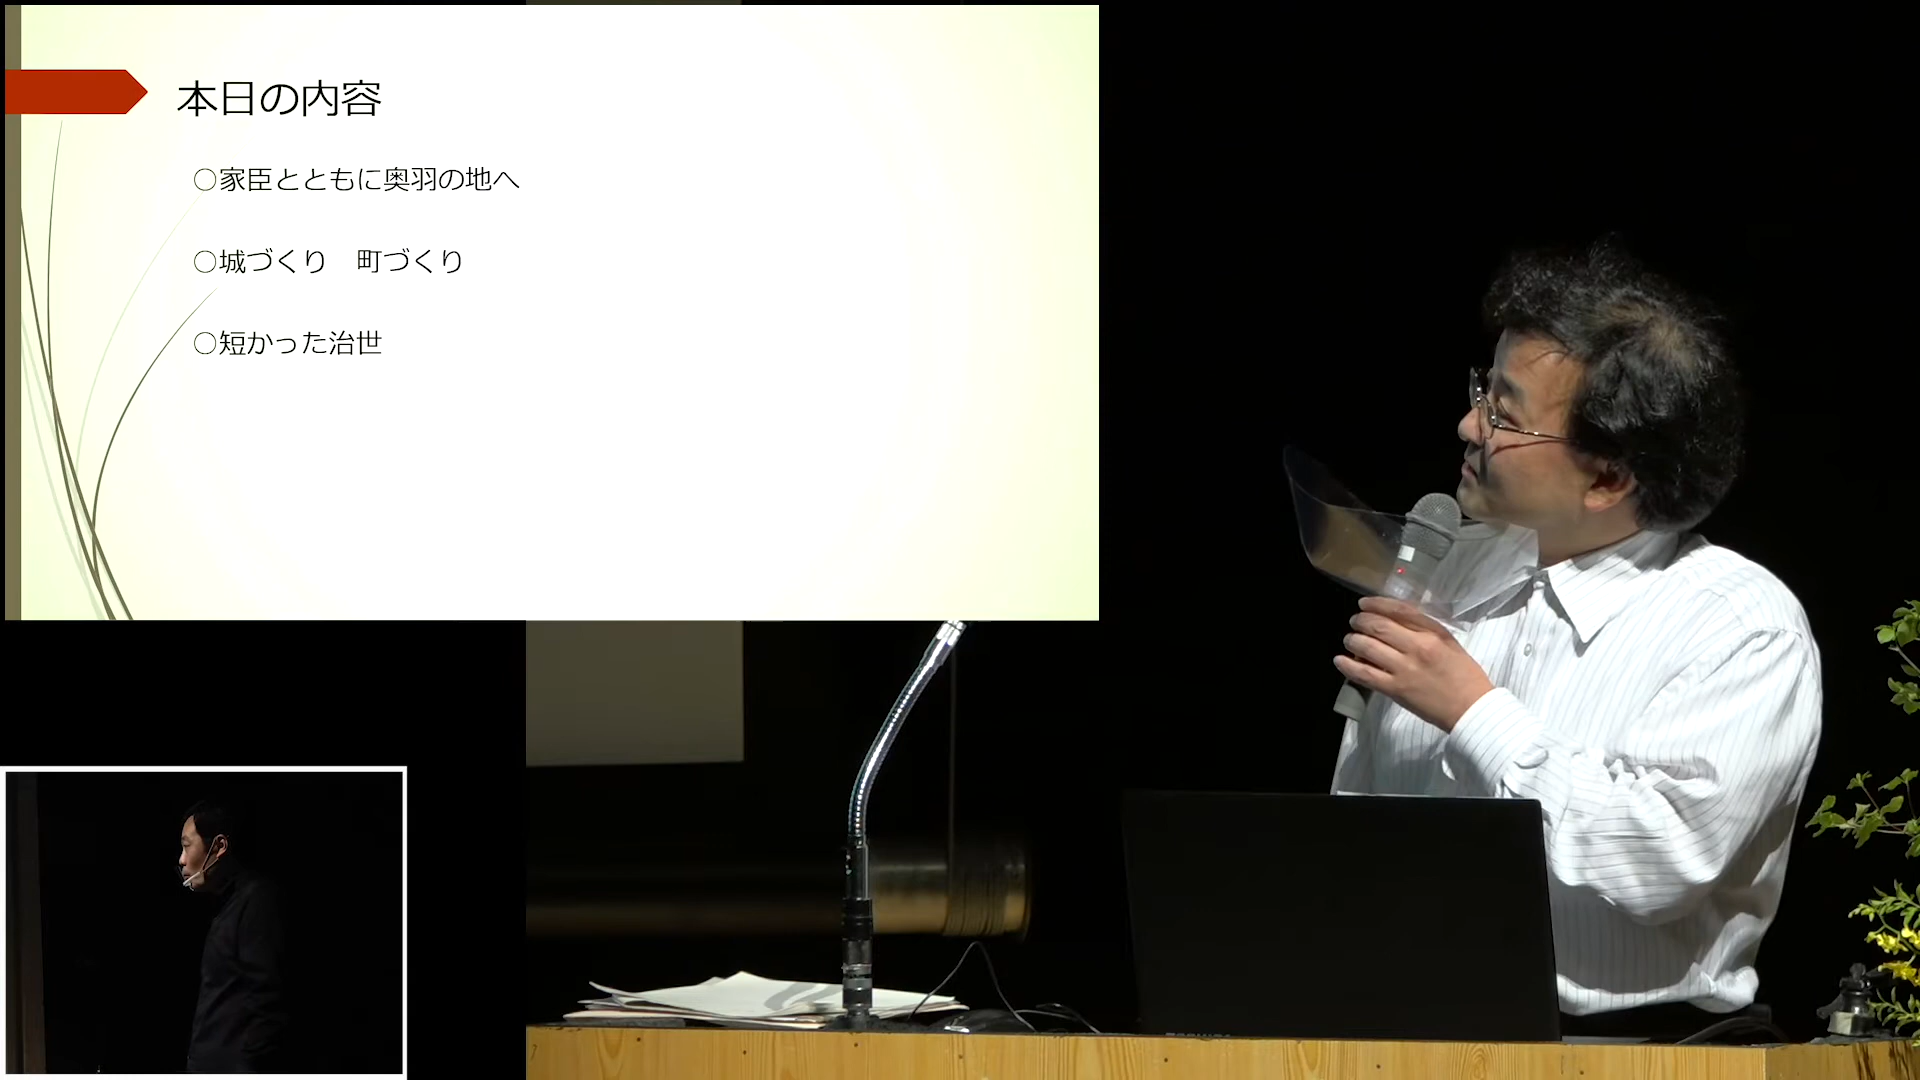 本日の内容
○家臣とともに奥羽の地へ
○城づくり　町づくり
○短かった治世